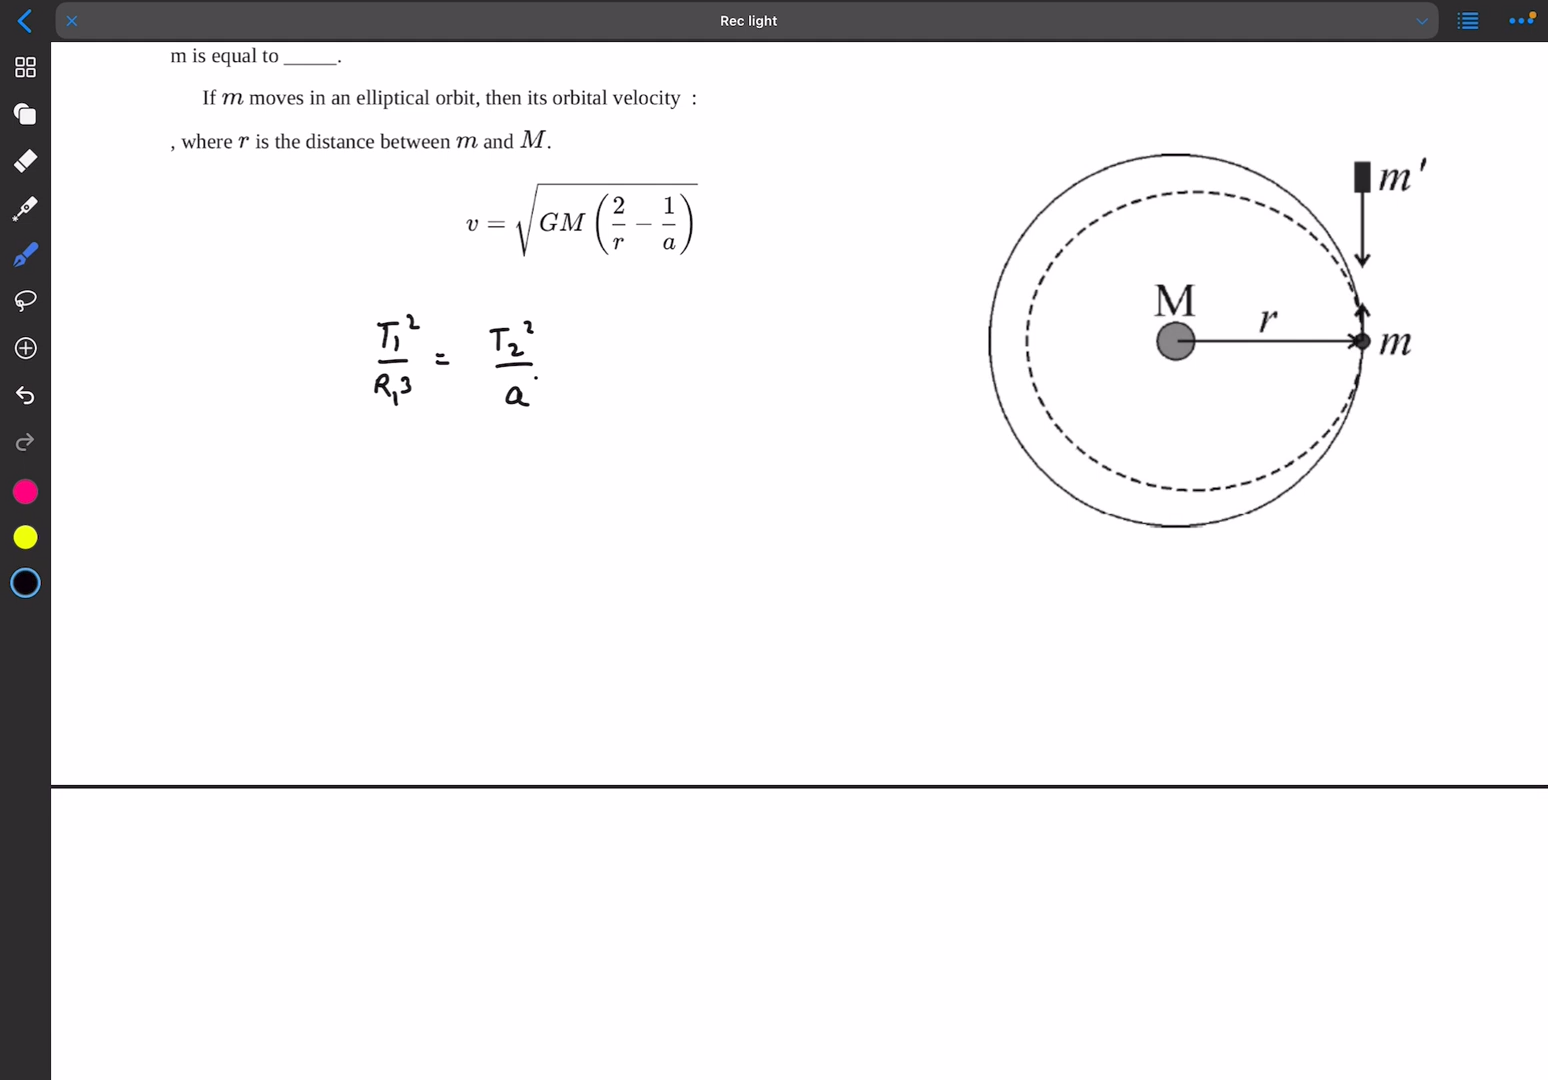 Rec light
m is equal to _____.
If m moves in an elliptical orbit, then its orbital velocity :
, where r is the distance between m and M.
v = √(GM(2/r − 1/a))
T₁²/R₁³ = T₂²/a
m'
M
r
m